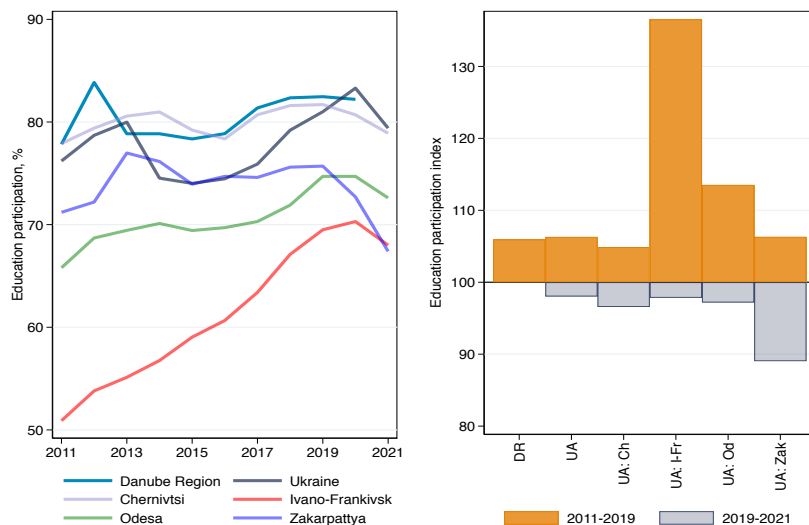 Education participation, %
90
80
70
60
50
2011
2013
2015
2017
2019
2021
Danube Region
Ukraine
Chernivtsi
Ivano-Frankivsk
Odesa
Zakarpattya
Education participation index
130
120
110
100
90
80
DR
UA
UA: Ch
UA: I-Fr
UA: Od
UA: Zak
2011-2019
2019-2021